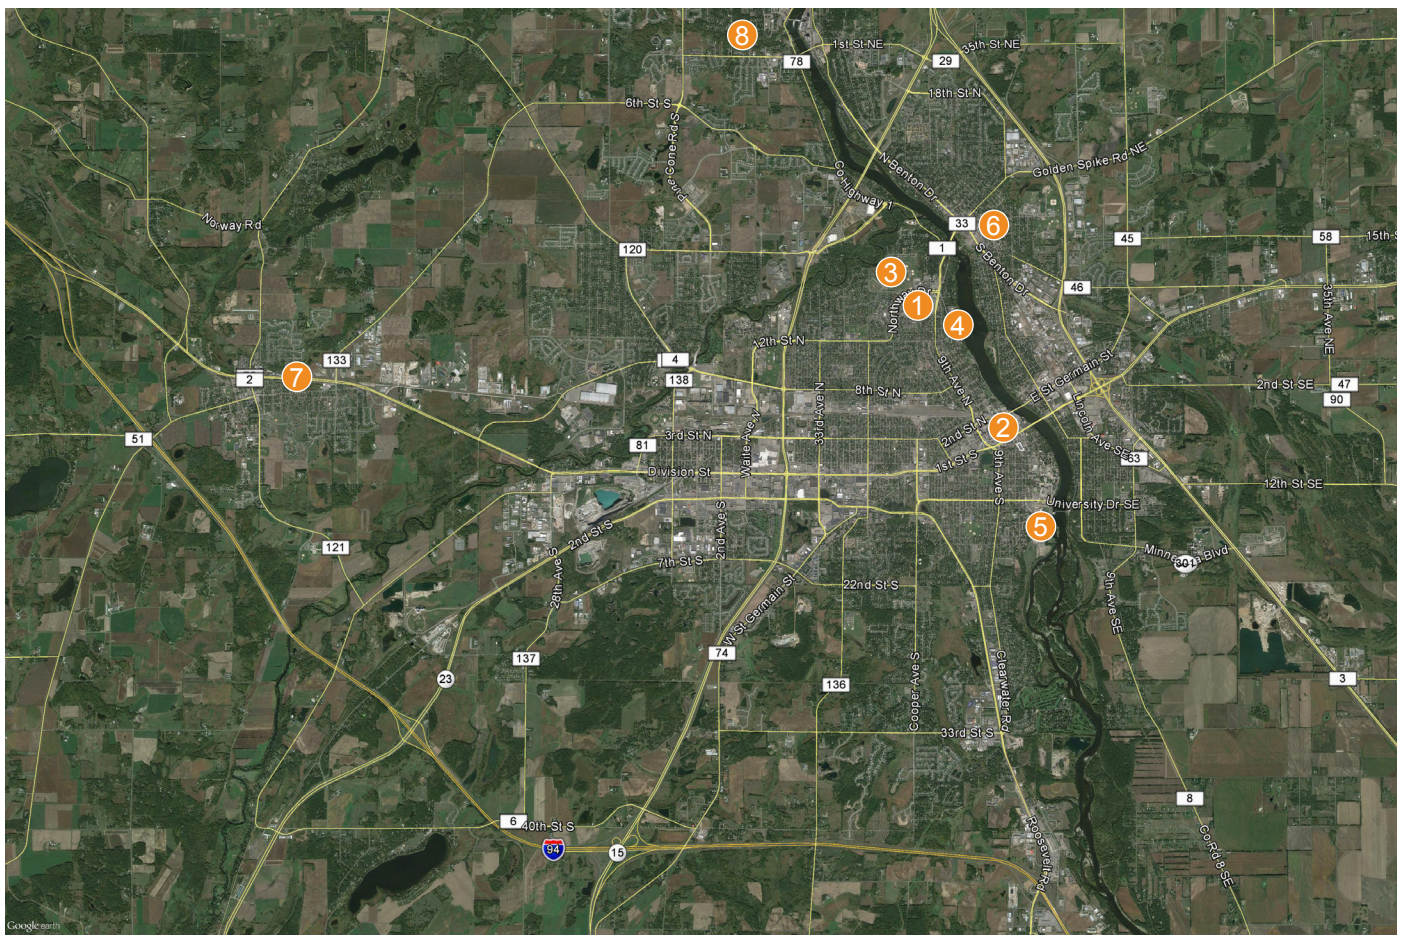 8
1st St NE
35th St NE
78
29
18th St N
6th St S
Pine Cone Rd S
N Benton Dr
Golden Spike Rd NE
Co Highway 1
Norway Rd
33
6
45
58
15th S
120
1
S Benton Dr
3
46
Northway Dr
1
4
35th Ave NE
12th St N
133
4
7
2
138
9th Ave N
E St Germain St
8th St N
2nd St SE
47
90
33rd Ave N
Waite Ave N
2nd St N
2
Lincoln Ave SE
51
81
3rd St N
1st St S
63
Division St
9th Ave S
12th St SE
University Dr SE
5
2nd St S
2nd Ave S
121
7th St S
Minnesota Blvd
301
28th Ave S
22nd St S
9th Ave SE
W St Germain St
137
74
23
136
Cooper Ave S
Clearwater Rd
3
33rd St S
8
6
40th St S
94
15
Roosevelt Rd
Co Rd 8 SE
Google earth